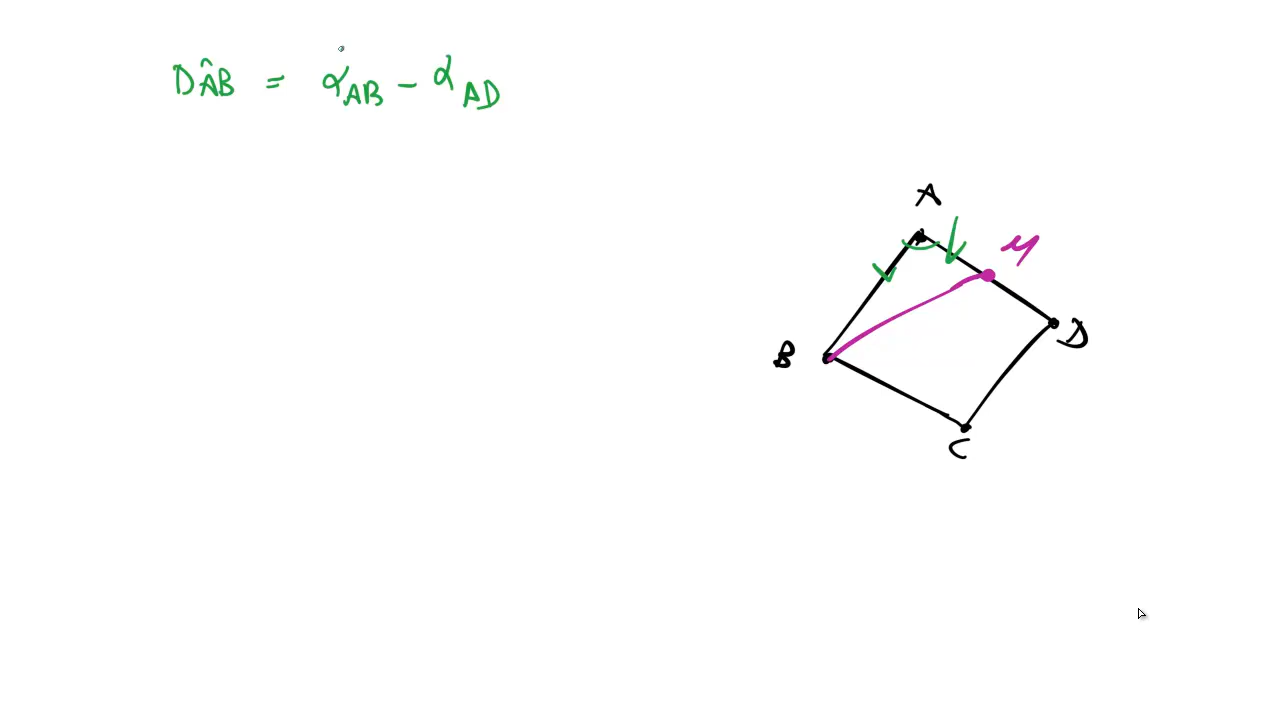 DÂB = α_AB - α_AD
A
M
B
D
C